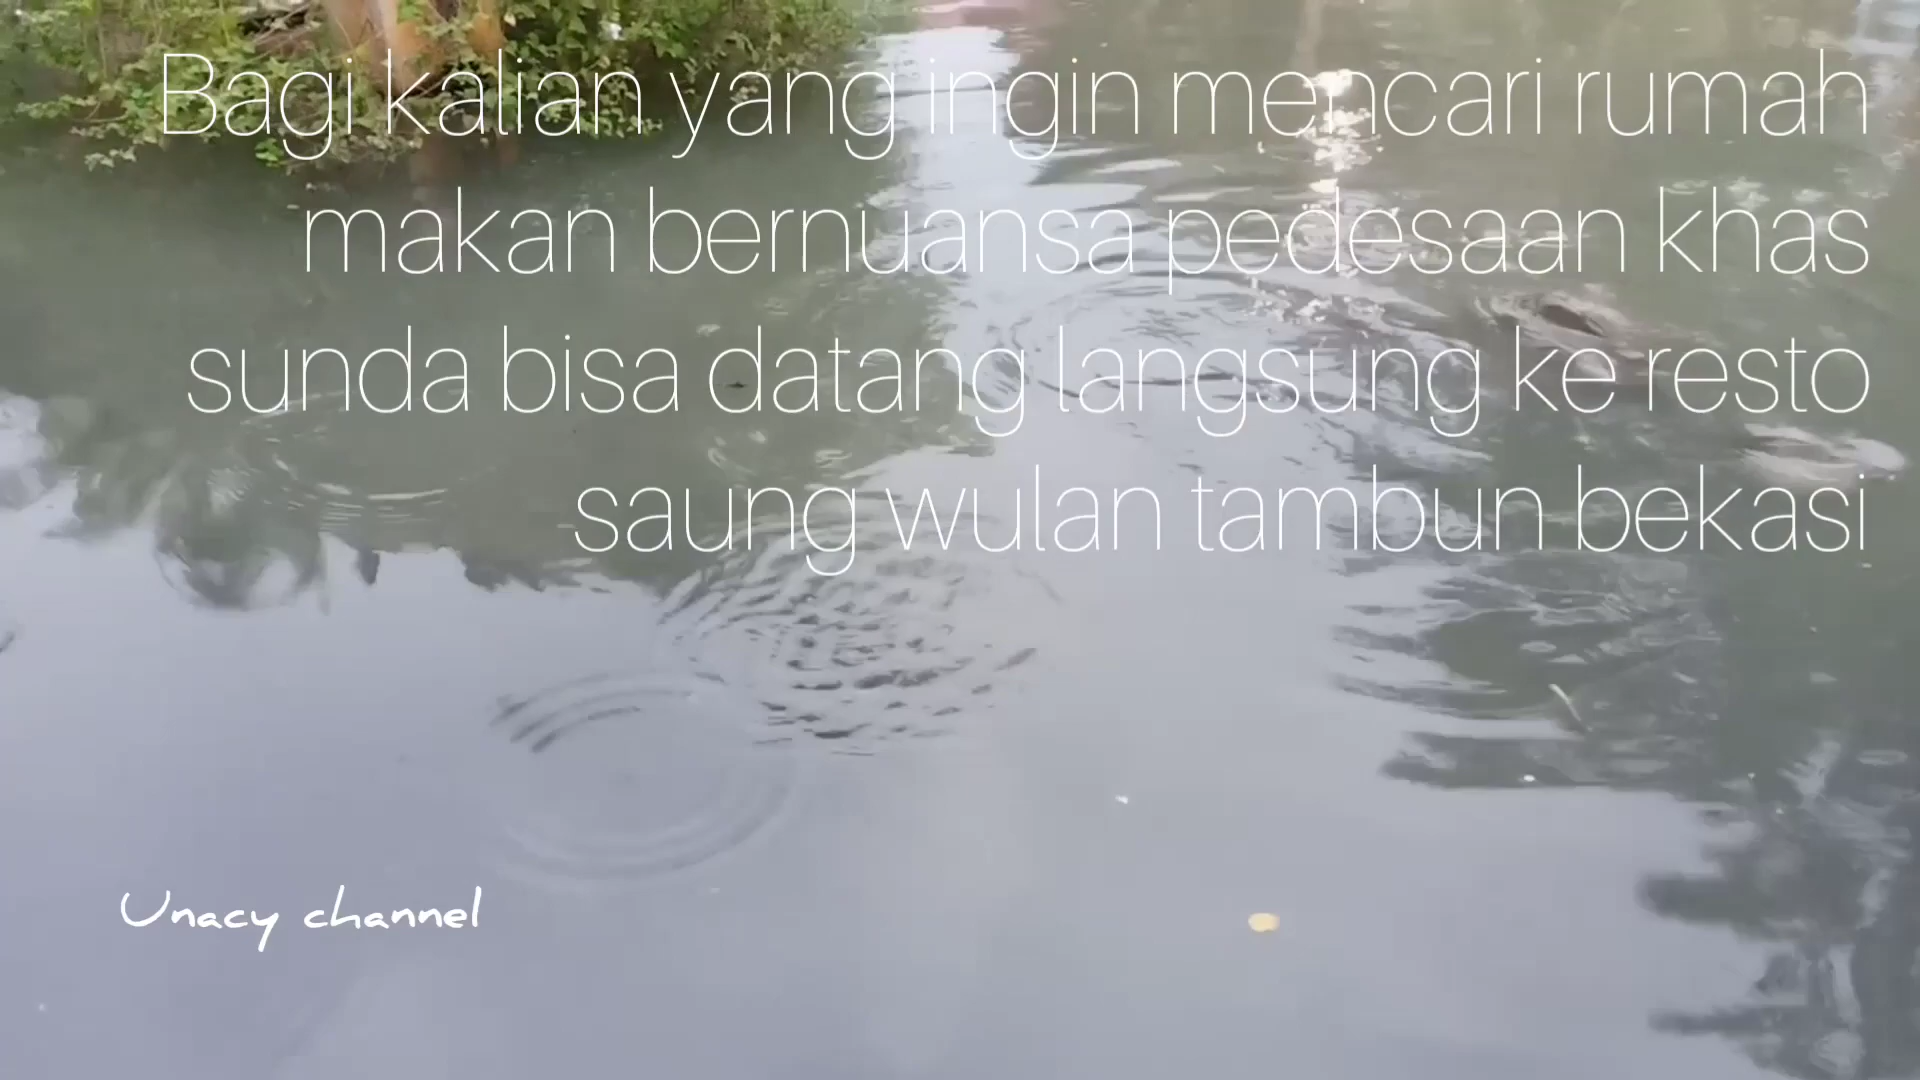 Bagi kalian yang ingin mencari rumah
makan bernuansa pedesaan khas
sunda bisa datang langsung ke resto
saung wulan tambun bekasi
Unacy channel